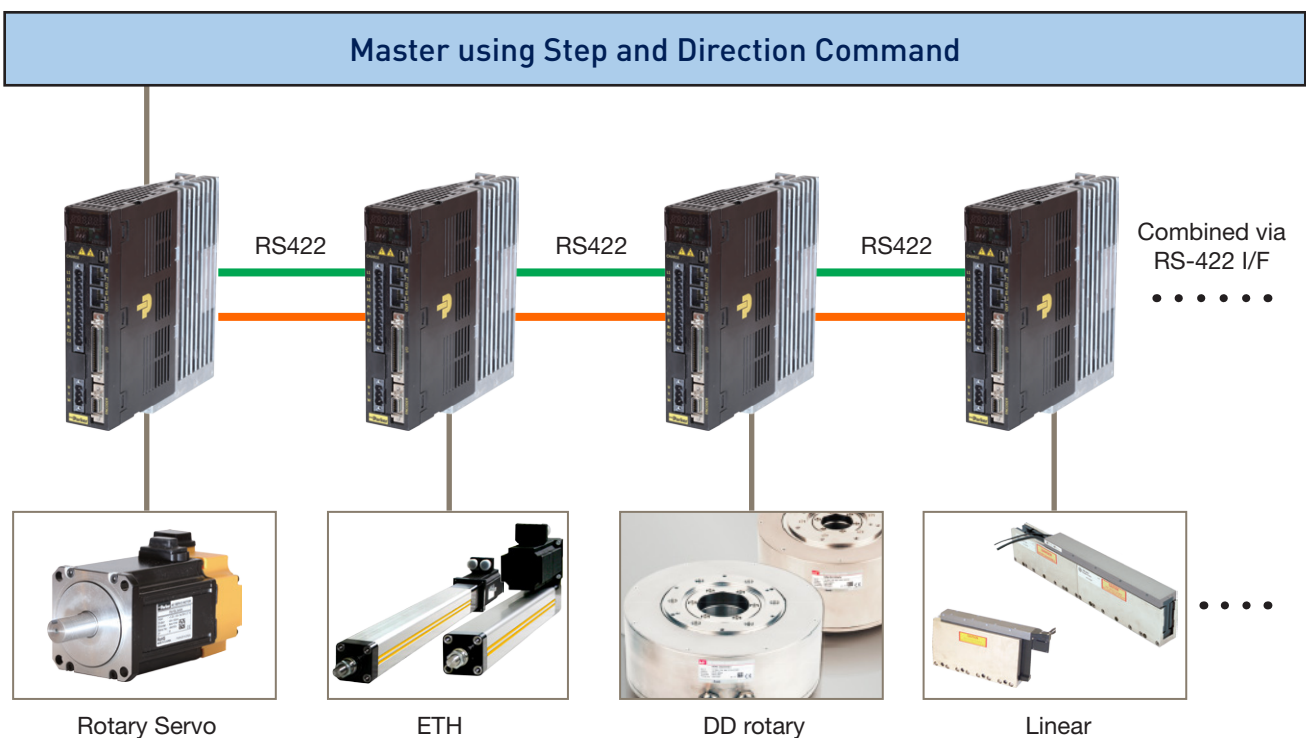 Master using Step and Direction Command
RS422
RS422
RS422
Combined via
RS-422 I/F
Rotary Servo
ETH
DD rotary
Linear